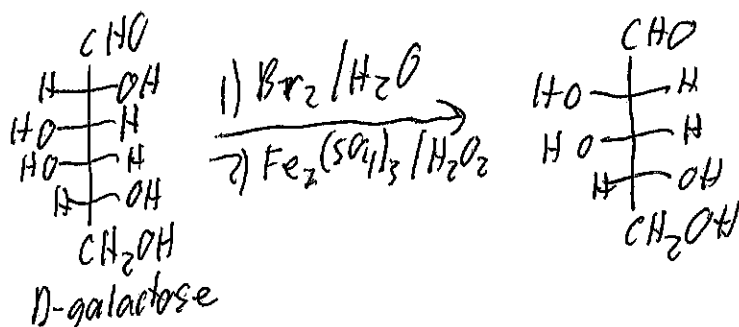 CHO
H OH
HO H
HO H
H OH
CH₂OH
D-galactose
1) Br₂/H₂O
2) Fe₂(SO₄)₃/H₂O₂
CHO
HO H
HO H
H OH
CH₂OH